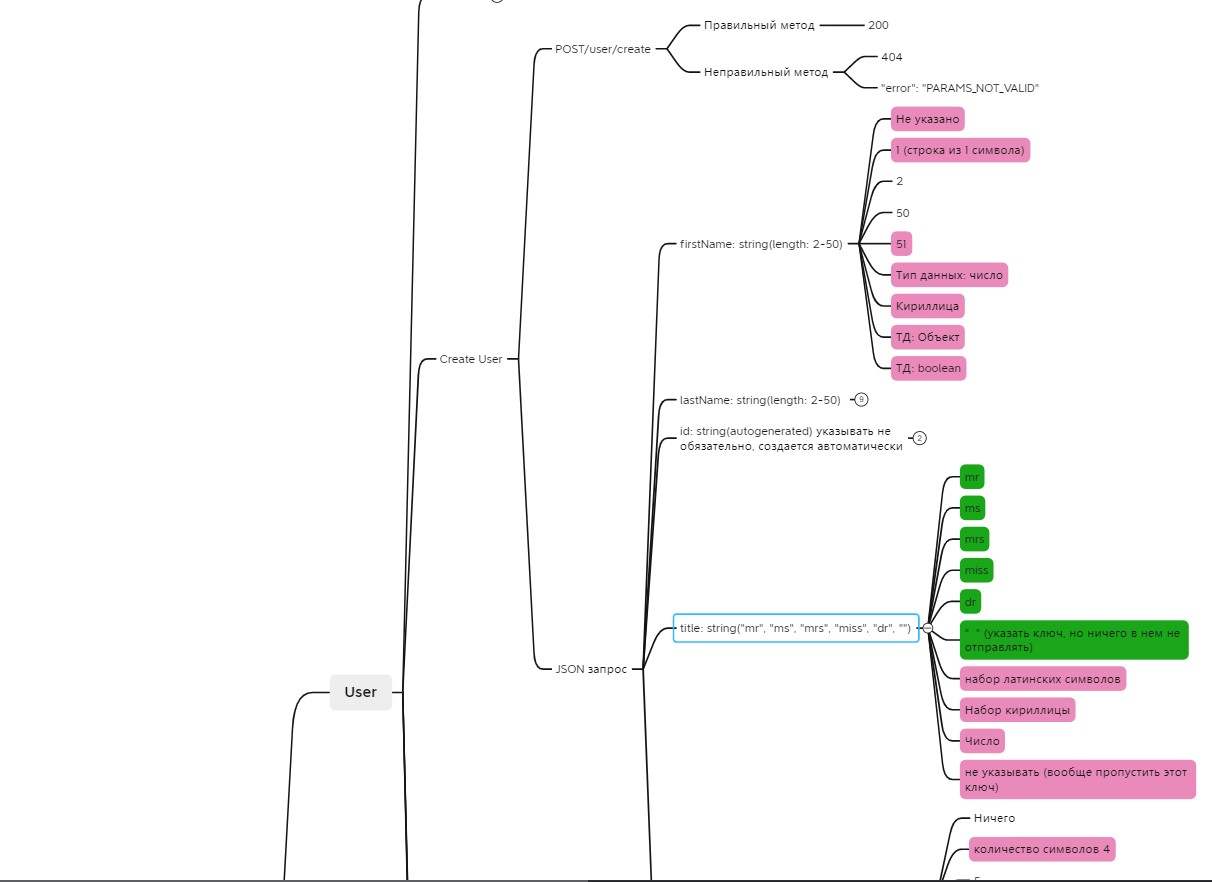 POST/user/create
Правильный метод
200
Неправильный метод
404
"error": "PARAMS_NOT_VALID"
Create User
JSON запрос
firstName: string(length: 2-50)
Не указано
1 (строка из 1 символа)
2
50
51
Тип данных: число
Кириллица
ТД: Объект
ТД: boolean
lastName: string(length: 2-50)
9
id: string(autogenerated) указывать не
обязательно, создается автоматически
2
title: string("mr", "ms", "mrs", "miss", "dr", "")
mr
ms
mrs
miss
dr
" " (указать ключ, но ничего в нем не
отправлять)
набор латинских символов
Набор кириллицы
Число
не указывать (вообще пропустить этот
ключ)
User
Ничего
количество символов 4